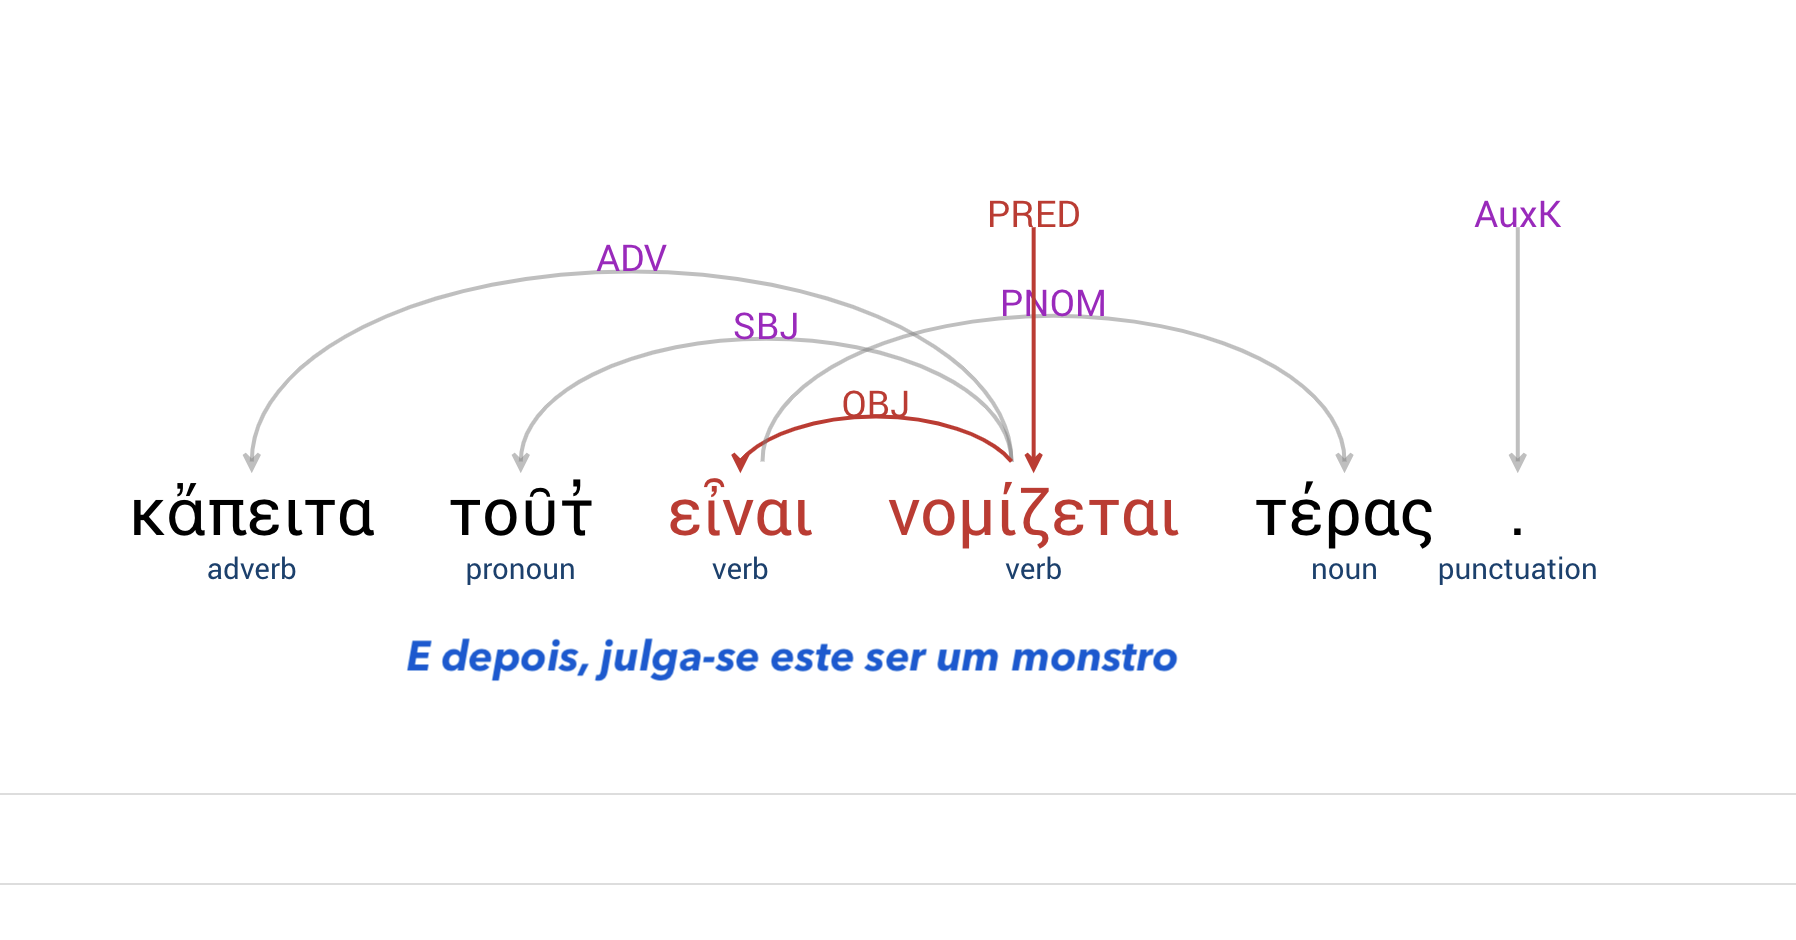 PRED AuxK
ADV
PNOM
SBJ
OBJ
κἄπειτα τοῦτ̓ εἶναι νομίζεται τέρας .
adverb pronoun verb verb noun punctuation
E depois, julga-se este ser um monstro